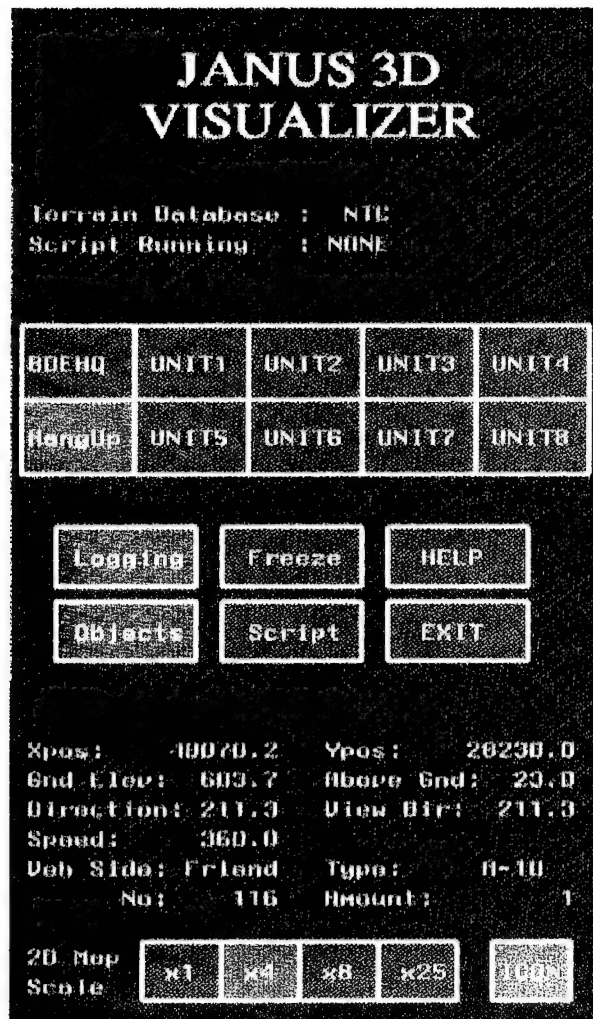 JANUS 3D
VISUALIZER
Terrain Database : NTC
Script Running : NONE
BDEHQ UNIT1 UNIT2 UNIT3 UNIT4
HangUp UNIT5 UNIT6 UNIT7 UNIT8
Logging Freeze HELP
Objects Script EXIT
Xpos: 40070.2 Ypos: 20230.0
Gnd Elev: 603.7 Above Gnd: 23.0
Direction: 211.3 View Dir: 211.3
Speed: 360.0
Veh Side: Friend Type: A-10
No: 116 Amount: 1
2D Map
Scale
x1 x4 x8 x25 ICON